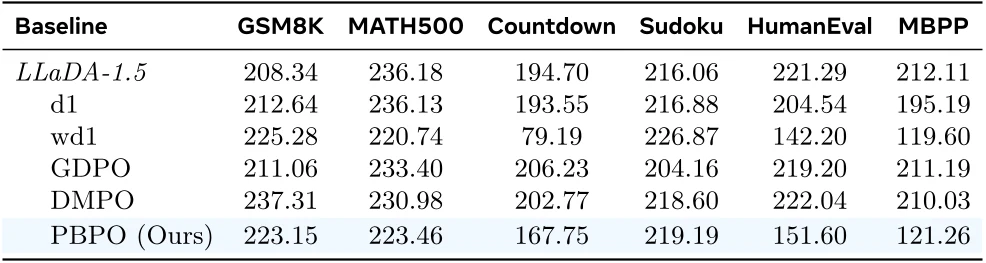 Baseline GSM8K MATH500 Countdown Sudoku HumanEval MBPP
LLaDA-1.5 208.34 236.18 194.70 216.06 221.29 212.11
d1 212.64 236.13 193.55 216.88 204.54 195.19
wd1 225.28 220.74 79.19 226.87 142.20 119.60
GDPO 211.06 233.40 206.23 204.16 219.20 211.19
DMPO 237.31 230.98 202.77 218.60 222.04 210.03
PBPO (Ours) 223.15 223.46 167.75 219.19 151.60 121.26